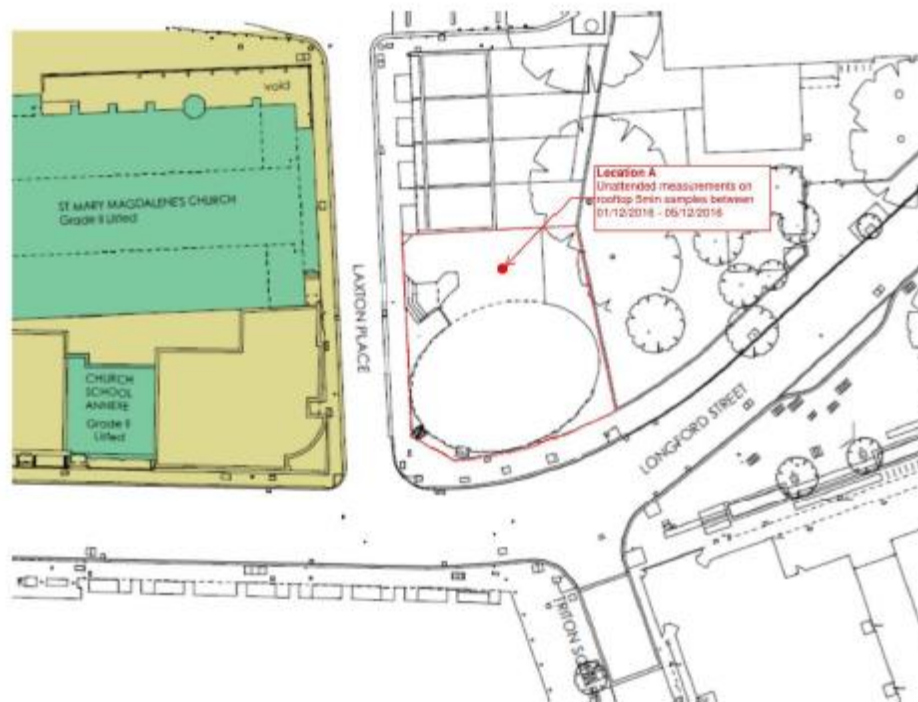 void
ST MARY MAGDALENE'S CHURCH
Grade II Listed
Location A
Unattended measurements on
rooftop 5min samples between
01/12/2016 - 05/12/2016
LAXTON PLACE
CHURCH
SCHOOL
ANNEXE
Grade II
Listed
LONGFORD STREET
TRITON